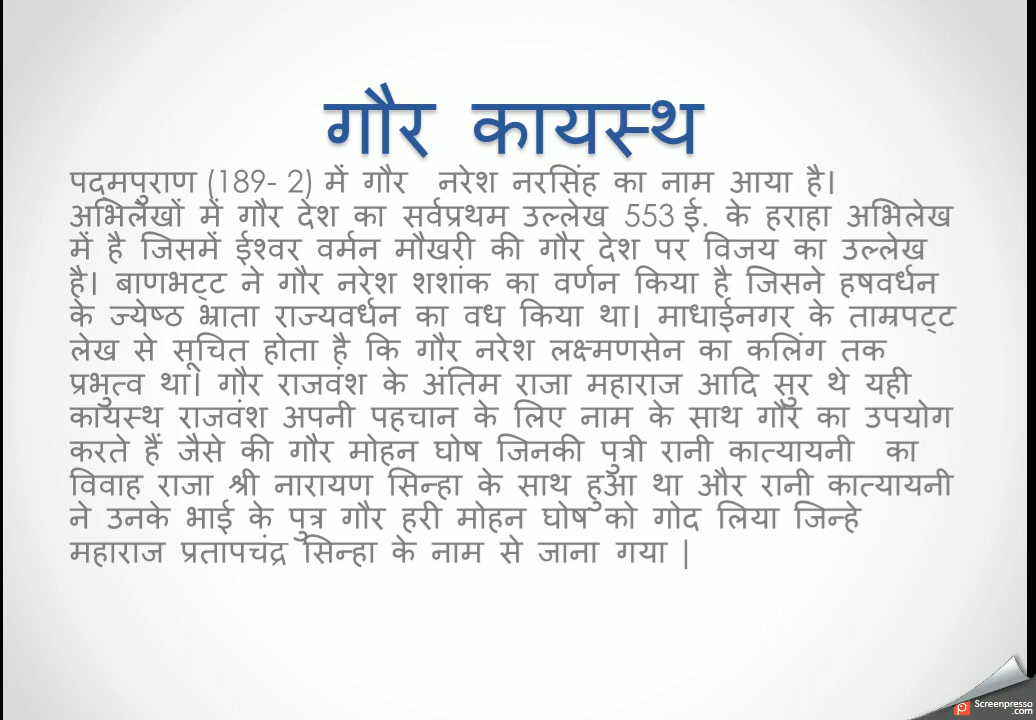 गौर कायस्थ
पद्मपुराण (189- 2) में गौर नरेश नरसिंह का नाम आया है।
अभिलेखों में गौर देश का सर्वप्रथम उल्लेख 553 ई. के हराहा अभिलेख
में है जिसमें ईश्वर वर्मन मौखरी की गौर देश पर विजय का उल्लेख
है। बाणभट्ट ने गौर नरेश शशांक का वर्णन किया है जिसने हषवर्धन
के ज्येष्ठ भ्राता राज्यवर्धन का वध किया था। माधाईनगर के ताम्रपट्ट
लेख से सूचित होता है कि गौर नरेश लक्ष्मणसेन का कलिंग तक
प्रभुत्व था। गौर राजवंश के अंतिम राजा महाराज आदि सुर थे यही
कायस्थ राजवंश अपनी पहचान के लिए नाम के साथ गौर का उपयोग
करते हैं जैसे की गौर मोहन घोष जिनकी पुत्री रानी कात्यायनी का
विवाह राजा श्री नारायण सिन्हा के साथ हुआ था और रानी कात्यायनी
ने उनके भाई के पुत्र गौर हरी मोहन घोष को गोद लिया जिन्हे
महाराज प्रतापचंद्र सिन्हा के नाम से जाना गया |
Screenpresso
.com